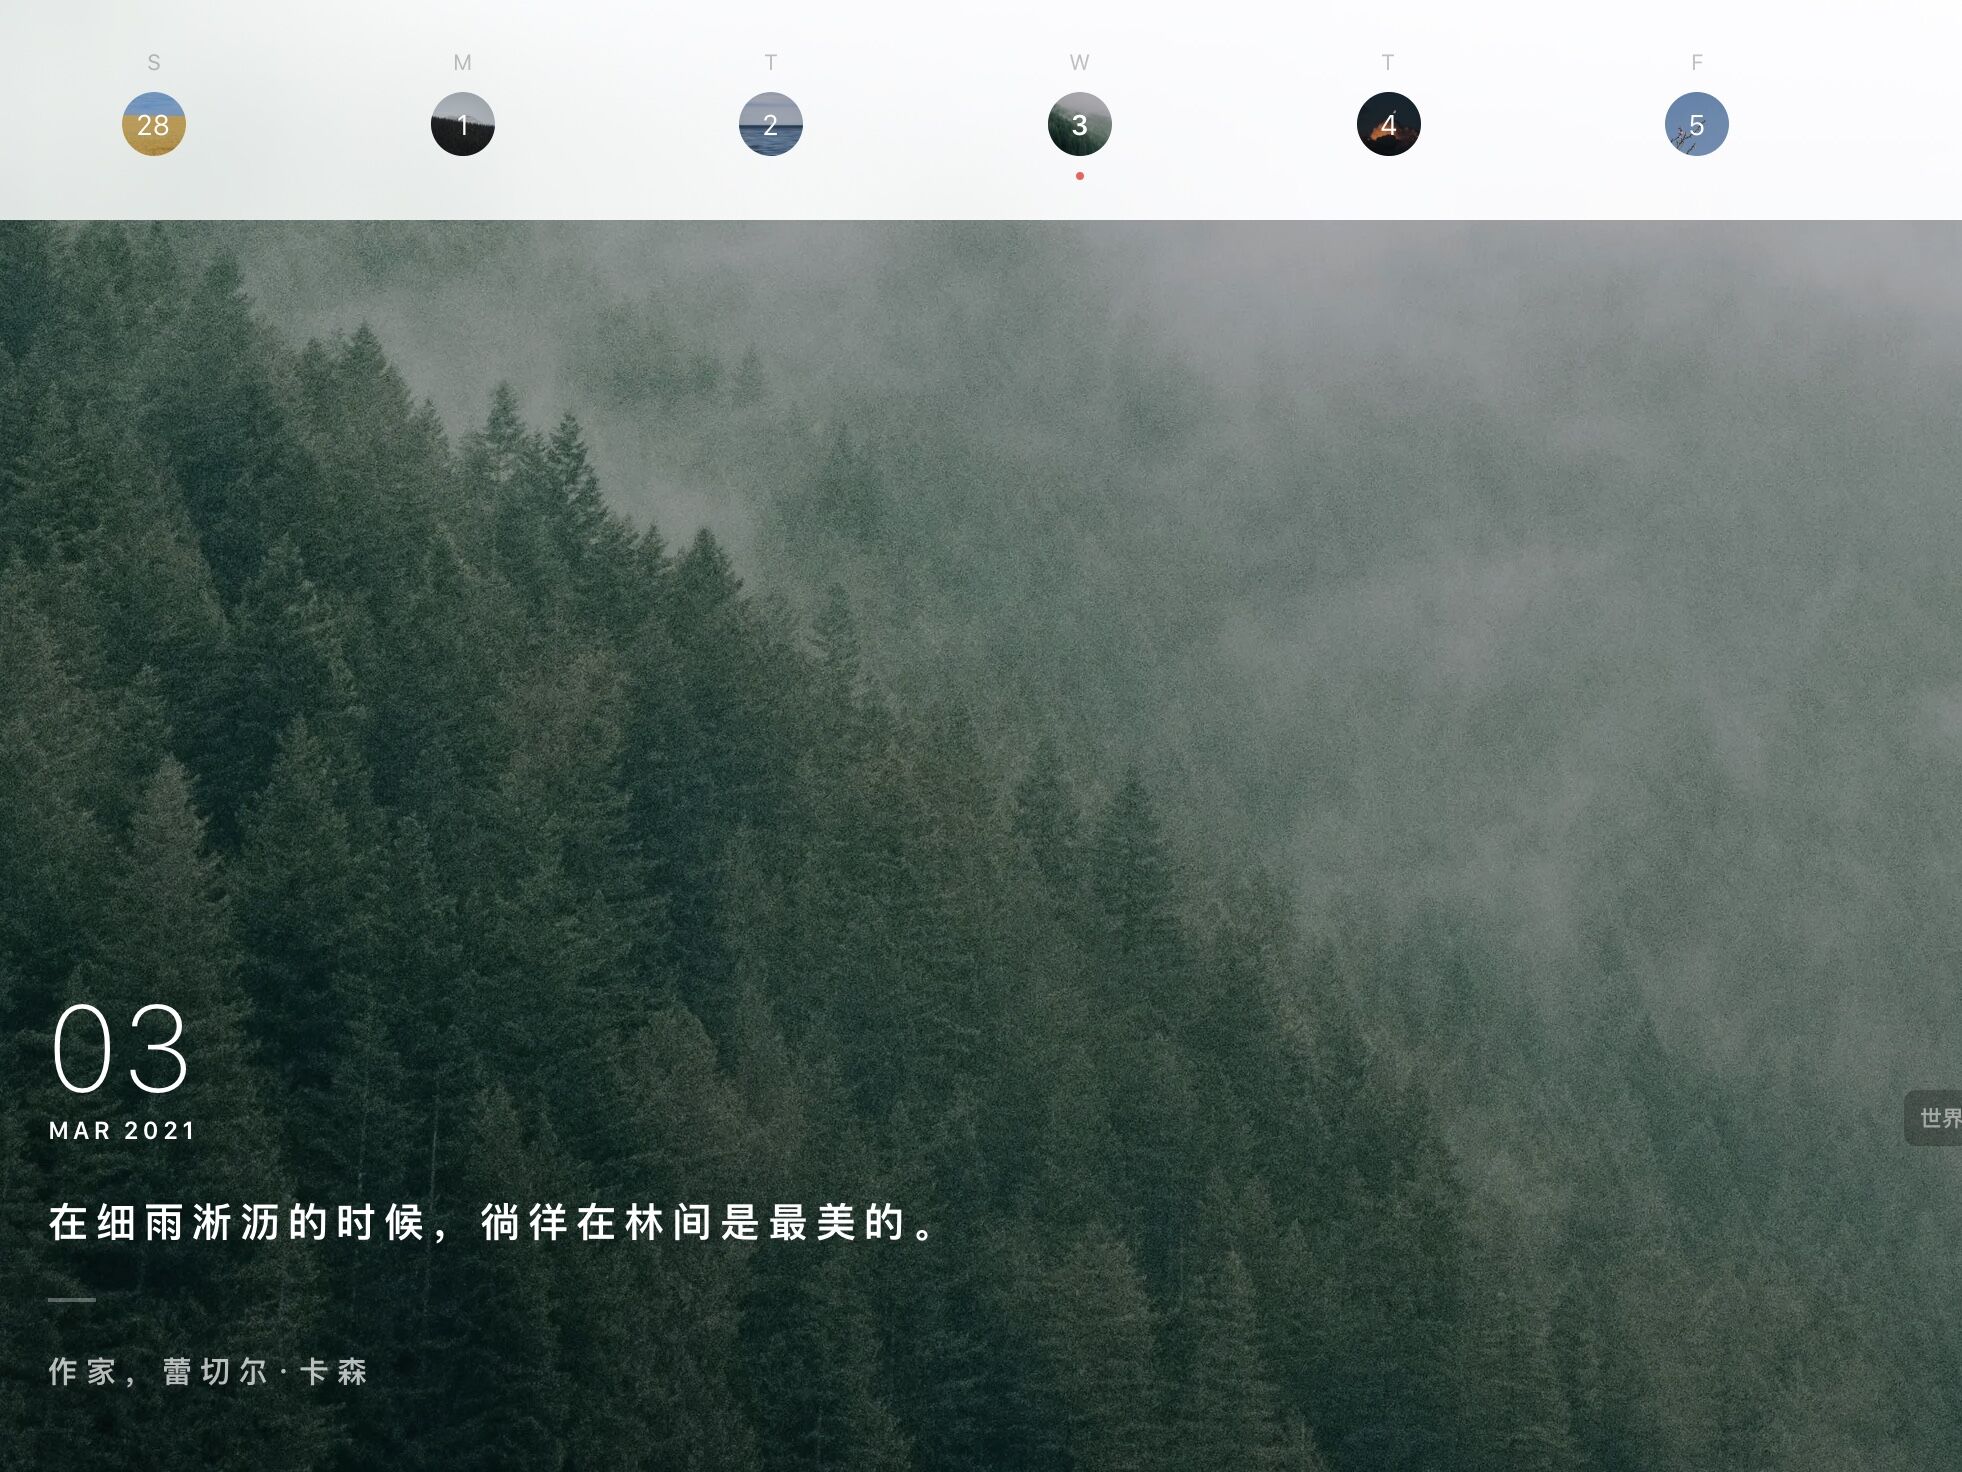 S M T W T F
28 1 2 3 4 5
03
MAR 2021
世界
在细雨淅沥的时候，徜徉在林间是最美的。
作家，蕾切尔·卡森